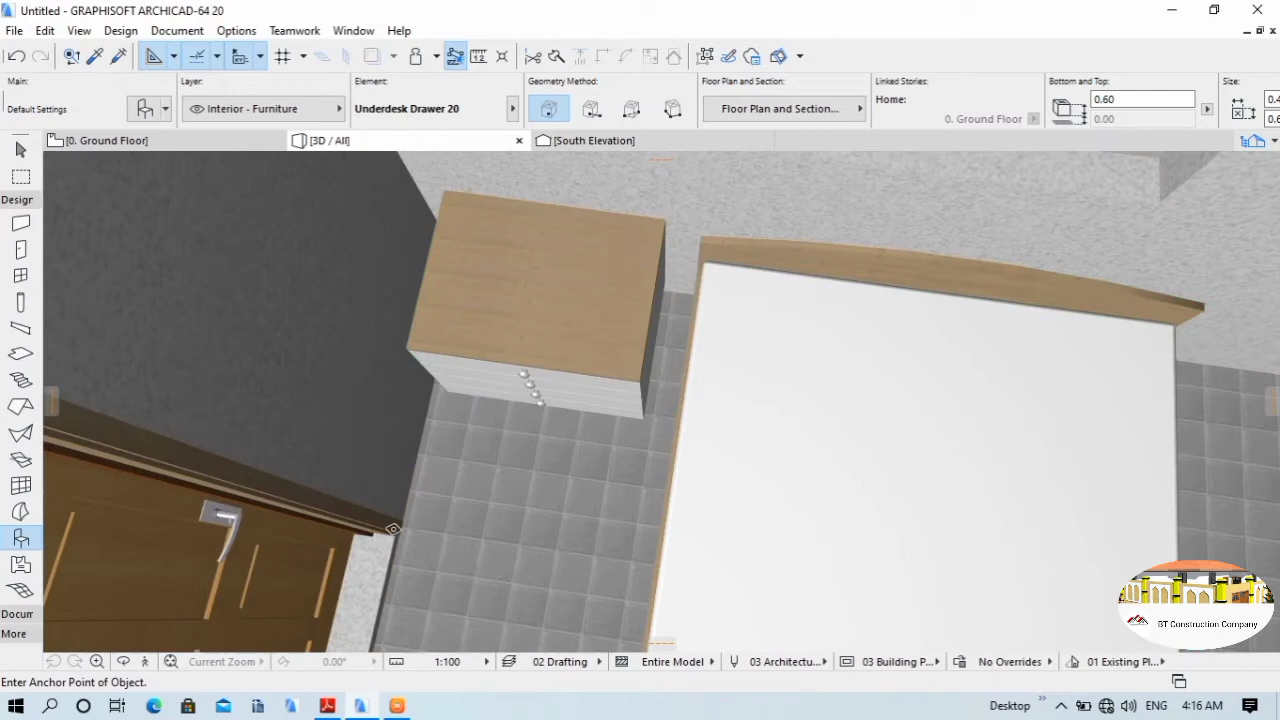 Untitled - GRAPHISOFT ARCHICAD-64 20
File Edit View Design Document Options Teamwork Window Help
Main: Layer: Element: Geometry Method: Floor Plan and Section: Linked Stories: Bottom and Top: Size:
Default Settings Interior - Furniture Underdesk Drawer 20 Floor Plan and Section... Home: 0. Ground Floor 0.60 0.00 0.4 0.6
[0. Ground Floor] [3D / All] [South Elevation]
Design
Docum
More
BT Construction Company
Current Zoom 0.00° 1:100 02 Drafting Entire Model 03 Architectu... 03 Building P... No Overrides 01 Existing Pl...
Enter Anchor Point of Object.
Desktop ENG 4:16 AM